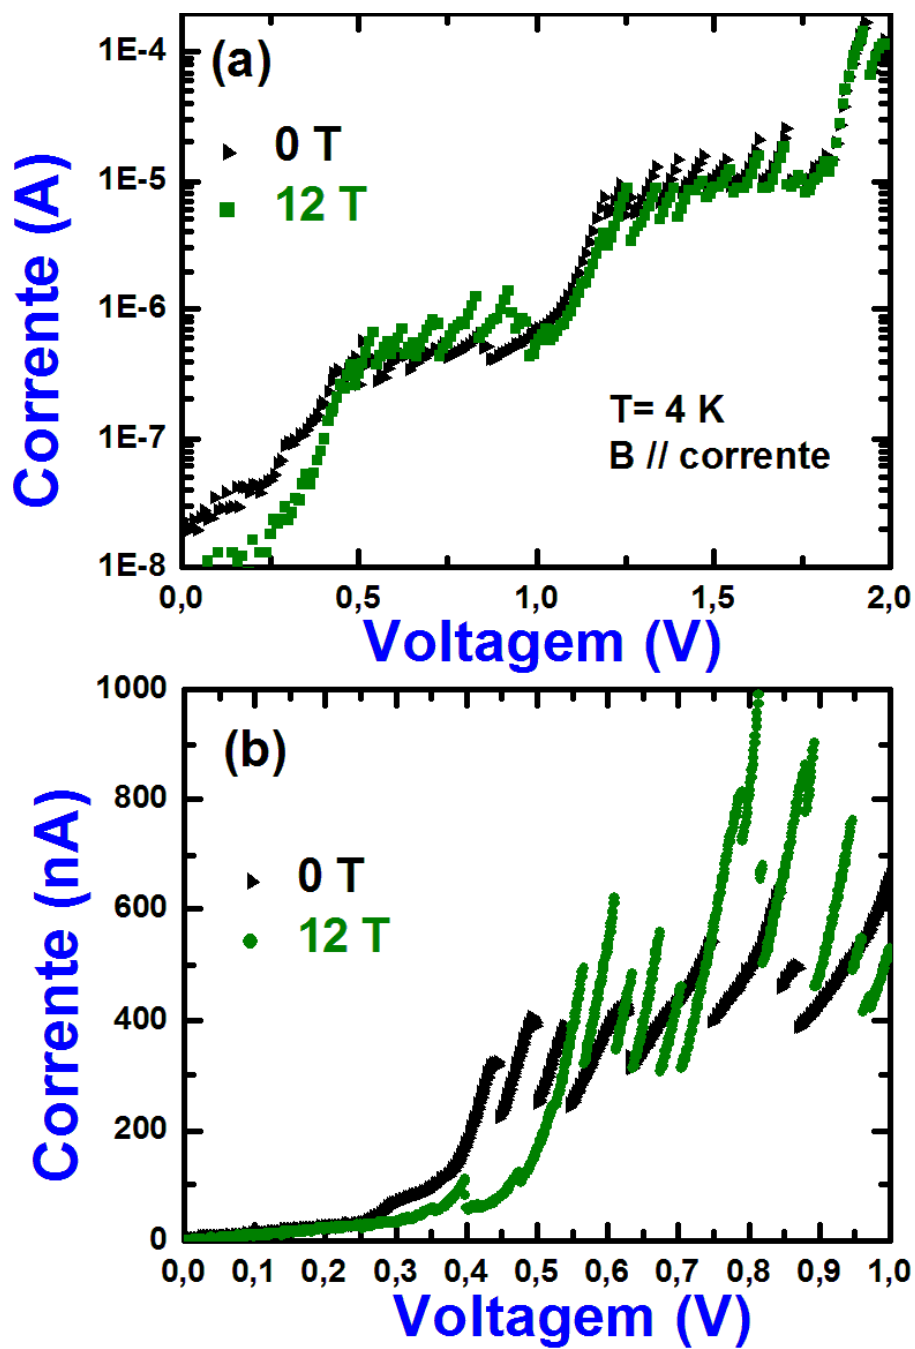 (a)
0 T
12 T
T= 4 K
B // corrente
Corrente (A)
1E-4
1E-5
1E-6
1E-7
1E-8
0,0 0,5 1,0 1,5 2,0
Voltagem (V)
(b)
0 T
12 T
Corrente (nA)
1000
800
600
400
200
0
0,0 0,1 0,2 0,3 0,4 0,5 0,6 0,7 0,8 0,9 1,0
Voltagem (V)